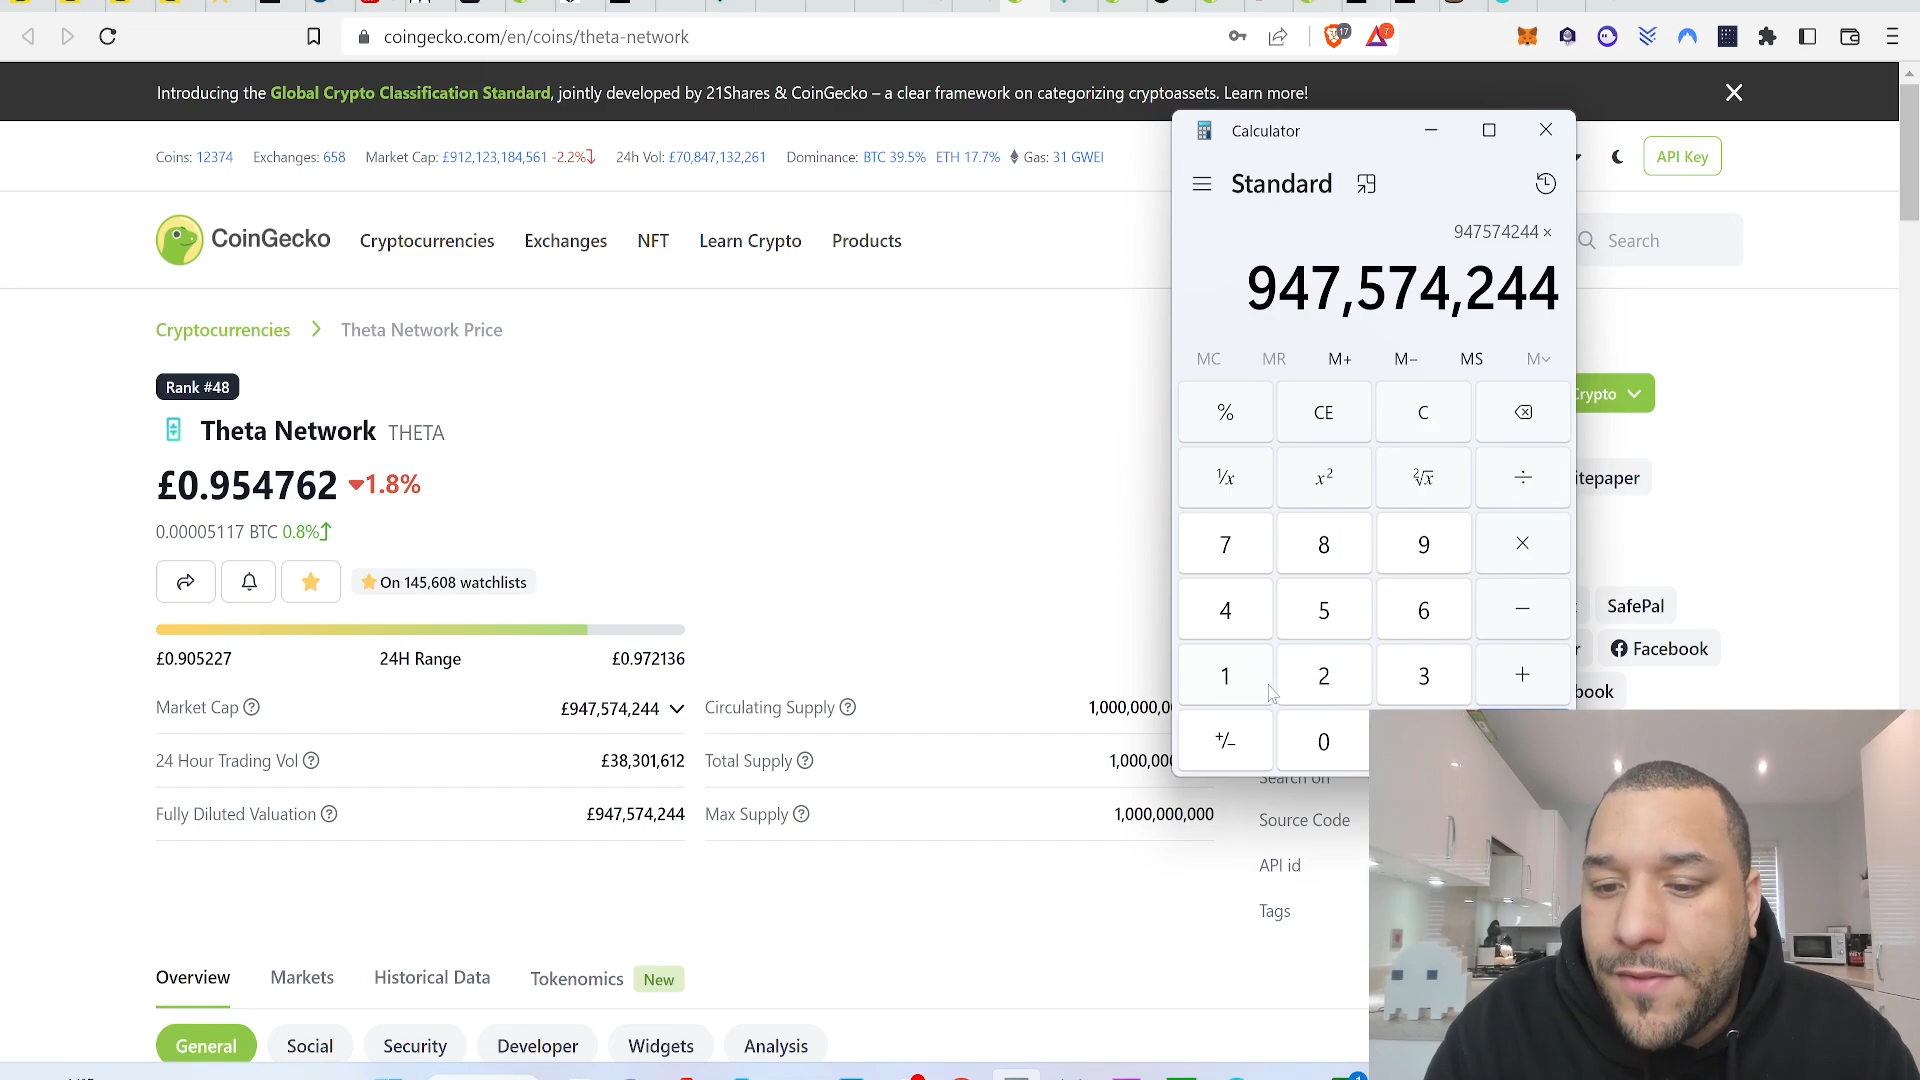 coingecko.com/en/coins/theta-network
17
7
Introducing the Global Crypto Classification Standard, jointly developed by 21Shares & CoinGecko – a clear framework on categorizing cryptoassets. Learn more!
Coins: 12374 Exchanges: 658 Market Cap: £912,123,184,561 -2.2% 24h Vol: £70,847,132,261 Dominance: BTC 39.5% ETH 17.7% Gas: 31 GWEI
API Key
CoinGecko Cryptocurrencies Exchanges NFT Learn Crypto Products
Search
Cryptocurrencies Theta Network Price
Rank #48
Theta Network THETA
£0.954762 1.8%
0.00005117 BTC 0.8%
On 145,608 watchlists
£0.905227 24H Range £0.972136
Market Cap £947,574,244 Circulating Supply
24 Hour Trading Vol £38,301,612 Total Supply
Fully Diluted Valuation £947,574,244 Max Supply 1,000,000,000
Calculator
Standard
947574244 ×
947,574,244
MC MR M+ M− MS M
% CE C
1/x x² ²√x ÷
7 8 9 ×
4 5 6 −
1 2 3 +
+/− 0
Crypto
SafePal
Facebook
Search on
Source Code
API id
Tags
Overview Markets Historical Data Tokenomics New
General Social Security Developer Widgets Analysis